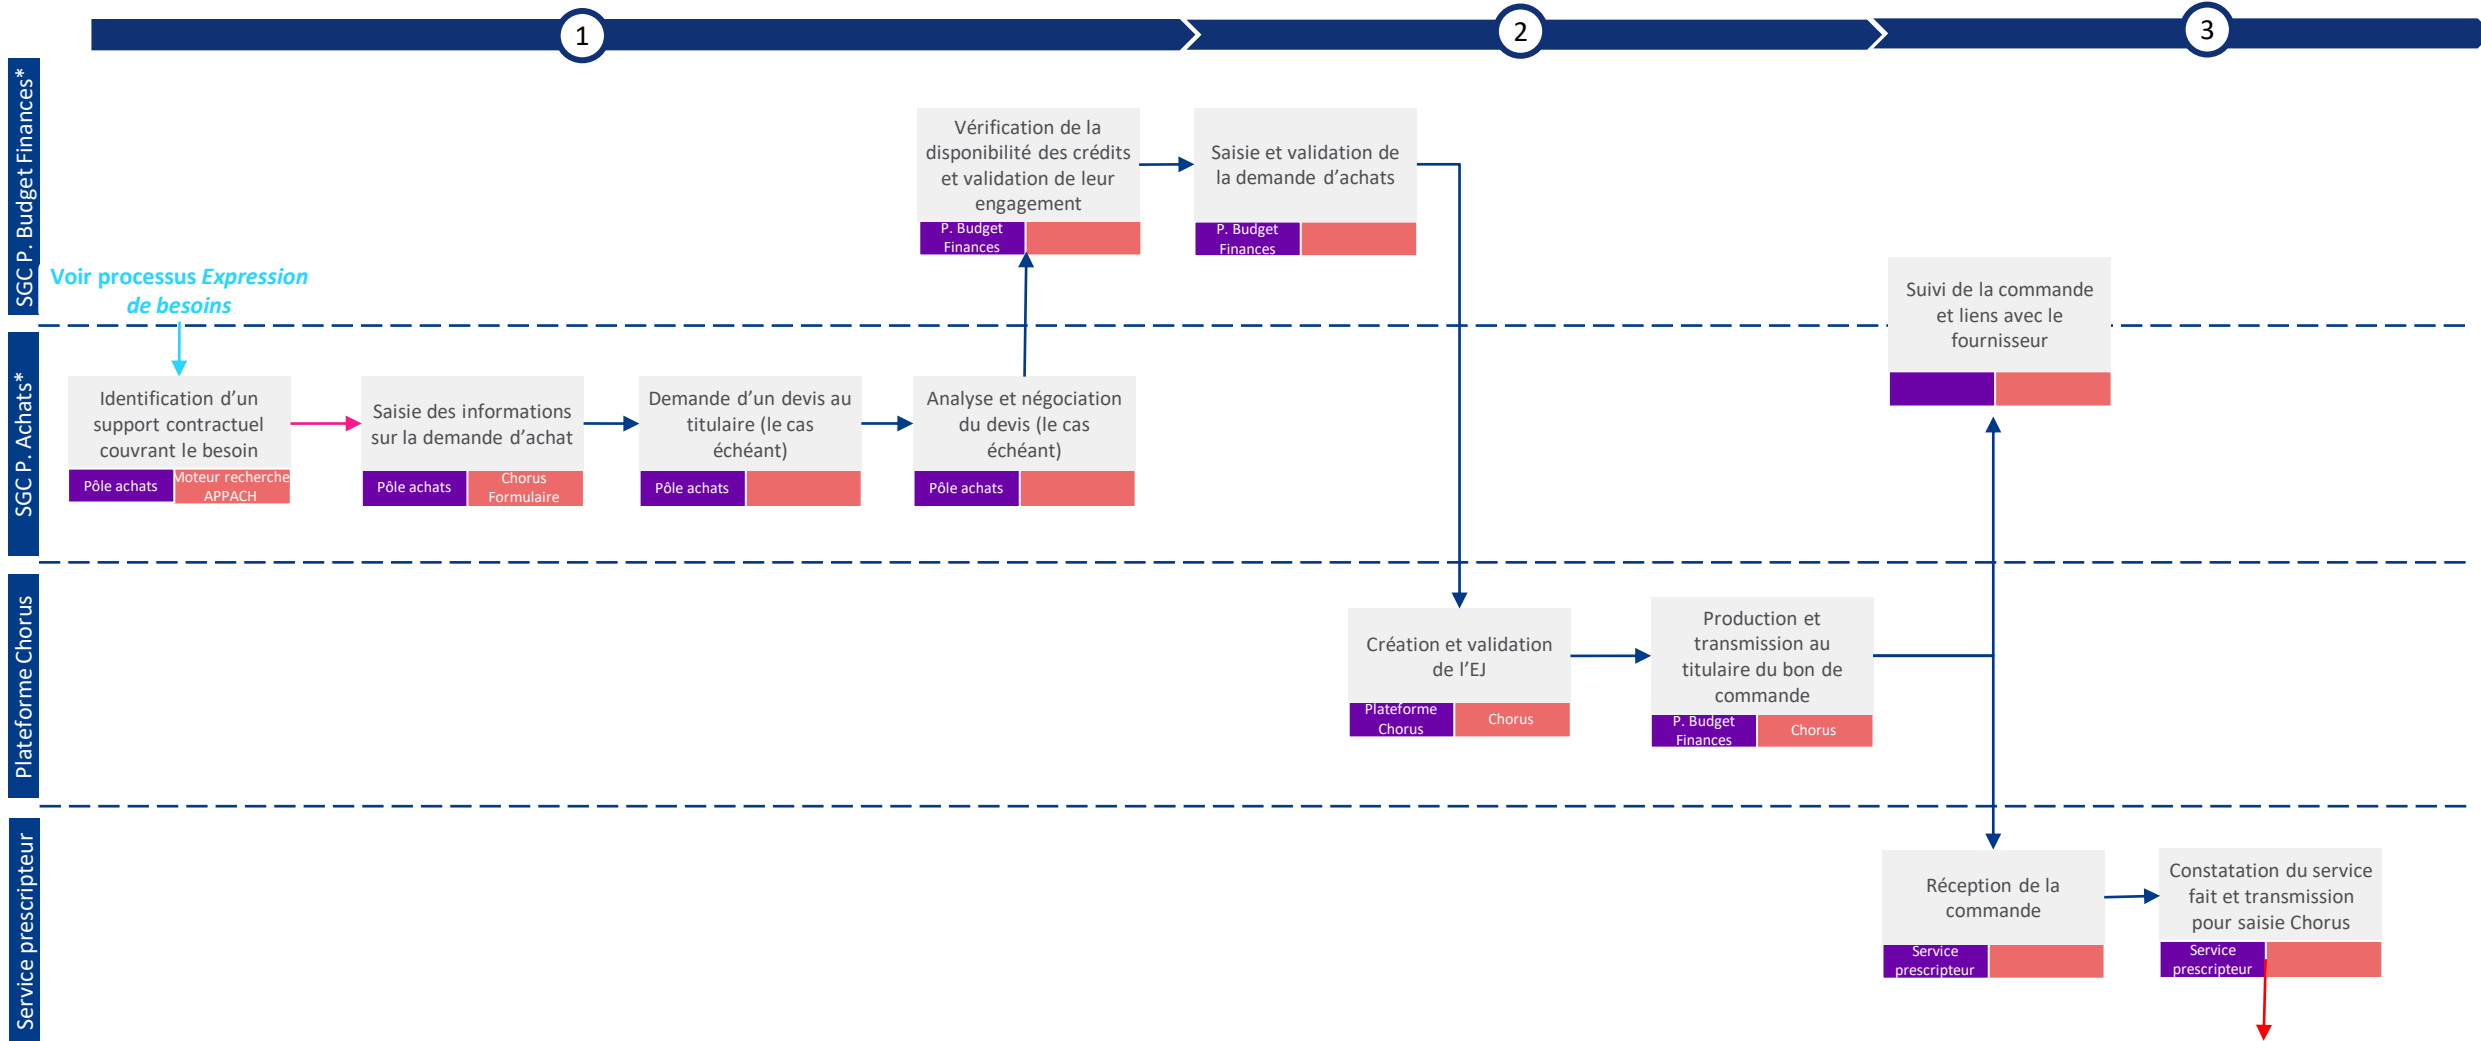 1
2
3
SGC P. Budget Finances*
Vérification de la
disponibilité des crédits
et validation de leur
engagement
P. Budget
Finances
Saisie et validation de
la demande d'achats
P. Budget
Finances
Voir processus Expression
de besoins
Suivi de la commande
et liens avec le
fournisseur
SGC P. Achats*
Identification d'un
support contractuel
couvrant le besoin
Pôle achats
Moteur recherche
APPACH
Saisie des informations
sur la demande d'achat
Pôle achats
Chorus
Formulaire
Demande d'un devis au
titulaire (le cas
échéant)
Pôle achats
Analyse et négociation
du devis (le cas
échéant)
Pôle achats
Plateforme Chorus
Création et validation
de l'EJ
Plateforme
Chorus
Chorus
Production et
transmission au
titulaire du bon de
commande
P. Budget
Finances
Chorus
Service prescripteur
Réception de la
commande
Service
prescripteur
Constatation du service
fait et transmission
pour saisie Chorus
Service
prescripteur